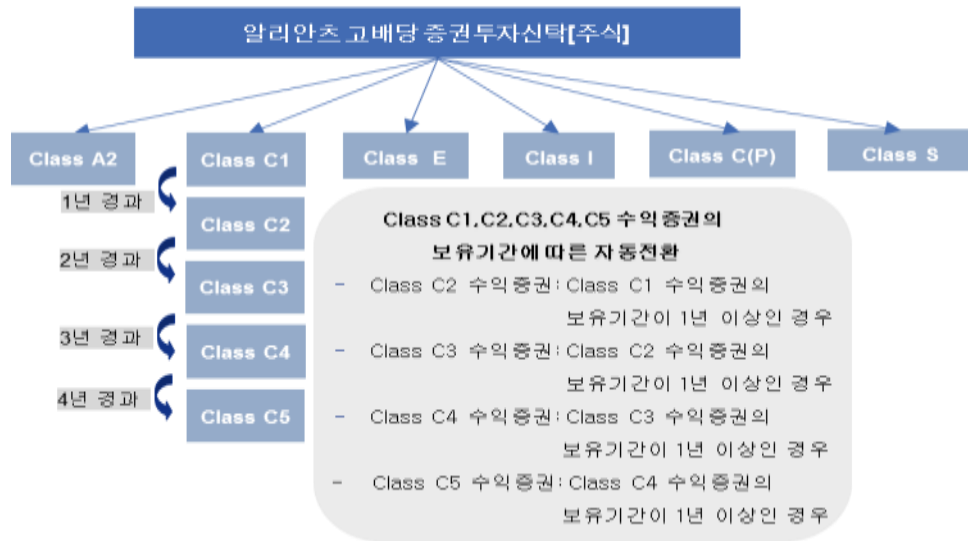 알리안츠 고배당 증권투자신탁[주식]
Class A2
Class C1
Class E
Class I
Class C(P)
Class S
1년 경과
Class C2
2년 경과
Class C3
3년 경과
Class C4
4년 경과
Class C5
Class C1,C2,C3,C4,C5 수익증권의
보유기간에 따른 자동전환
- Class C2 수익증권: Class C1 수익증권의
보유기간이 1년 이상인 경우
- Class C3 수익증권: Class C2 수익증권의
보유기간이 1년 이상인 경우
- Class C4 수익증권: Class C3 수익증권의
보유기간이 1년 이상인 경우
- Class C5 수익증권: Class C4 수익증권의
보유기간이 1년 이상인 경우